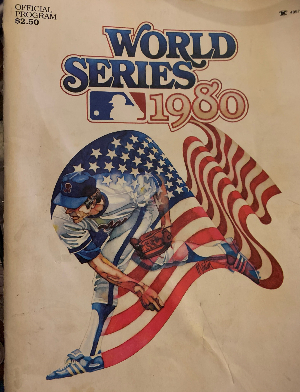 OFFICIAL
PROGRAM
$2.50
WORLD
SERIES
1980